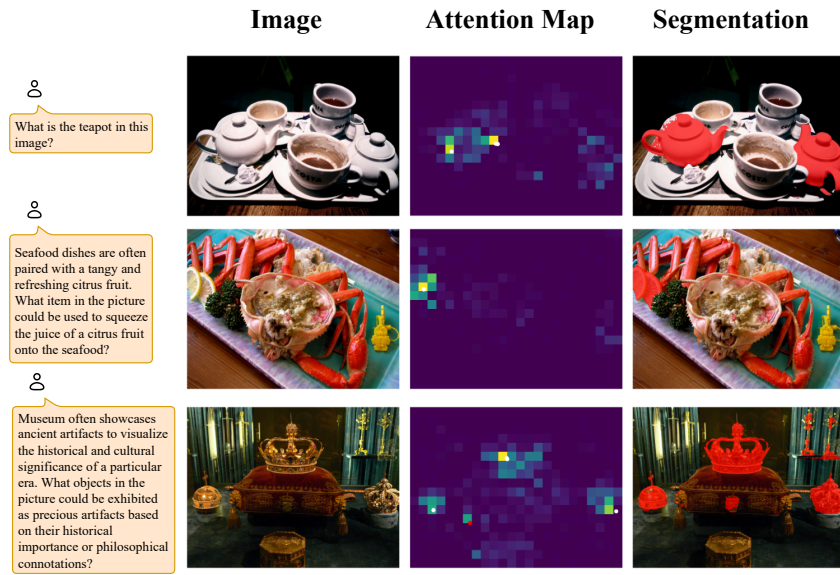 Image Attention Map Segmentation
What is the teapot in this
image?
Seafood dishes are often
paired with a tangy and
refreshing citrus fruit.
What item in the picture
could be used to squeeze
the juice of a citrus fruit
onto the seafood?
Museum often showcases
ancient artifacts to visualize
the historical and cultural
significance of a particular
era. What objects in the
picture could be exhibited
as precious artifacts based
on their historical
importance or philosophical
connotations?